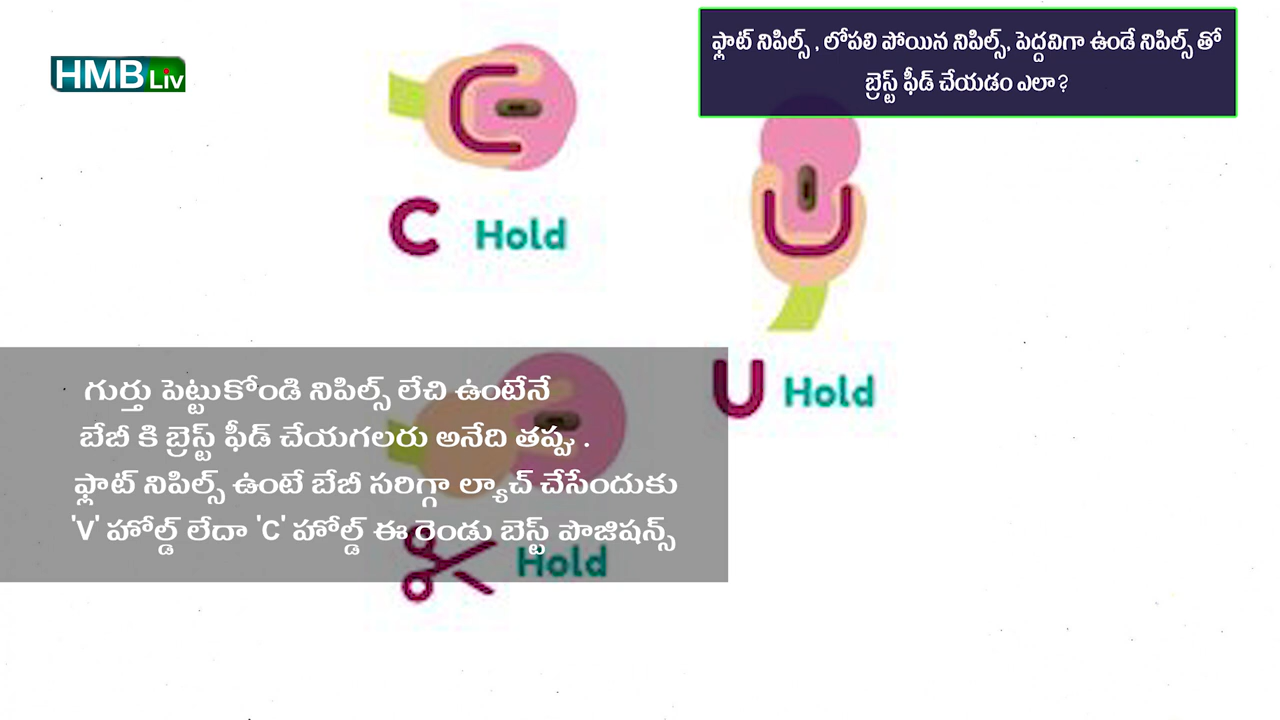 HMB Liv
ఫ్లాట్ నిపిల్స్ , లోపలి పోయిన నిపిల్స్, పెద్దవిగా ఉండే నిపిల్స్ తో
బ్రెస్ట్ ఫీడ్ చేయడం ఎలా ?
C Hold
U Hold
గుర్తు పెట్టుకోండి నిపిల్స్ లేచి ఉంటేనే
బేబీ కి బ్రెస్ట్ ఫీడ్ చేయగలరు అనేది తప్పు .
ఫ్లాట్ నిపిల్స్ ఉంటే బేబీ సరిగ్గా ల్యాచ్ చేసేందుకు
'V' హోల్డ్ లేదా 'C' హోల్డ్ ఈ రెండు బెస్ట్ పొజిషన్స్
Hold